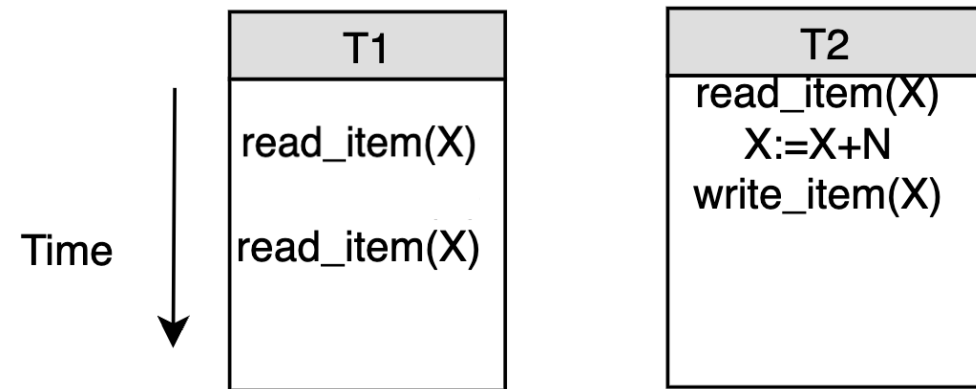 T1
read_item(X)
read_item(X)
Time
T2
read_item(X)
X:=X+N
write_item(X)